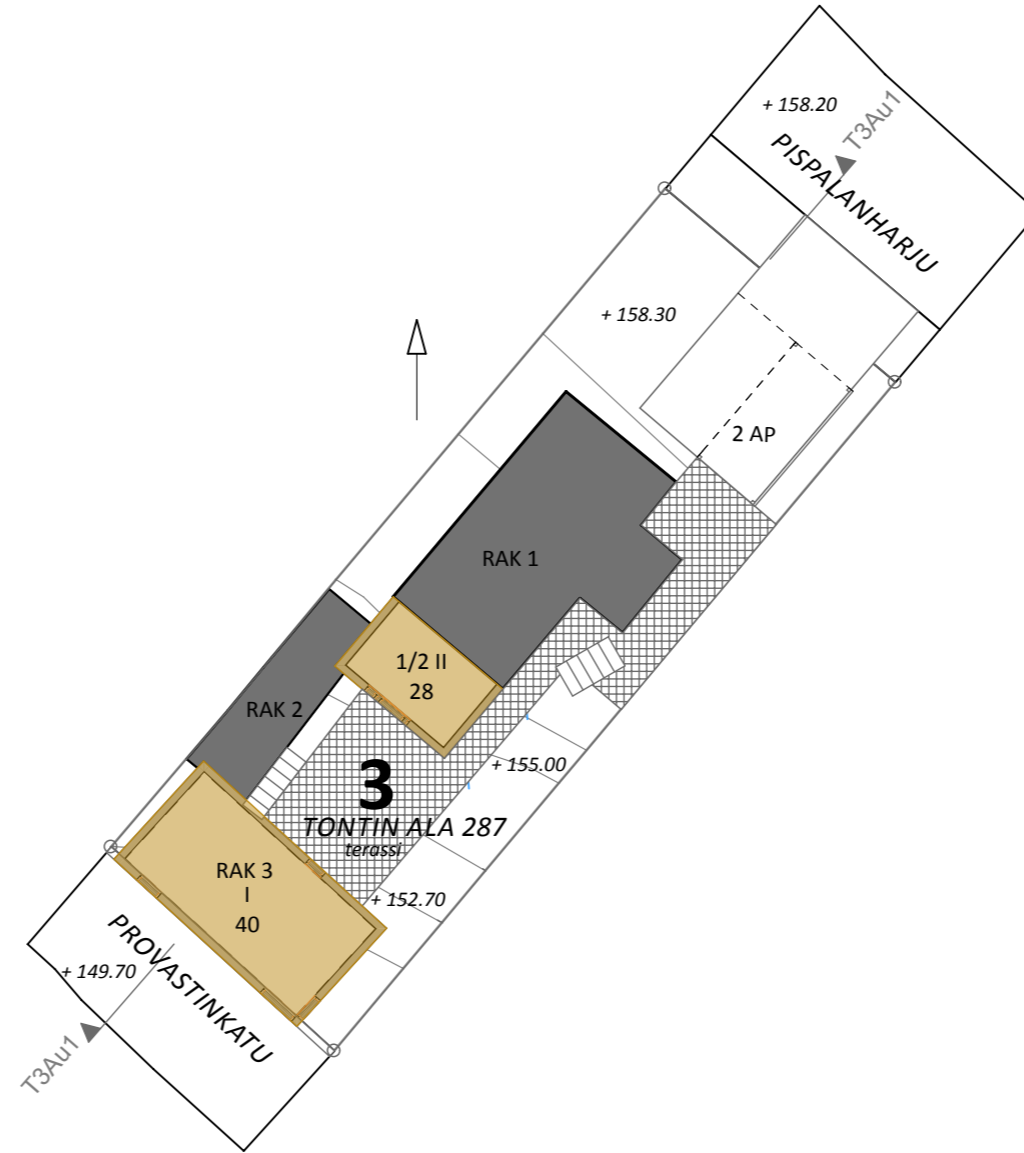 + 158.20
T3Au1
PISPALANHARJU
+ 158.30
2 AP
RAK 1
1/2 II
28
RAK 2
3
+ 155.00
TONTIN ALA 287
terassi
RAK 3
I
40
+ 152.70
PROVASTINKATU
+ 149.70
T3Au1